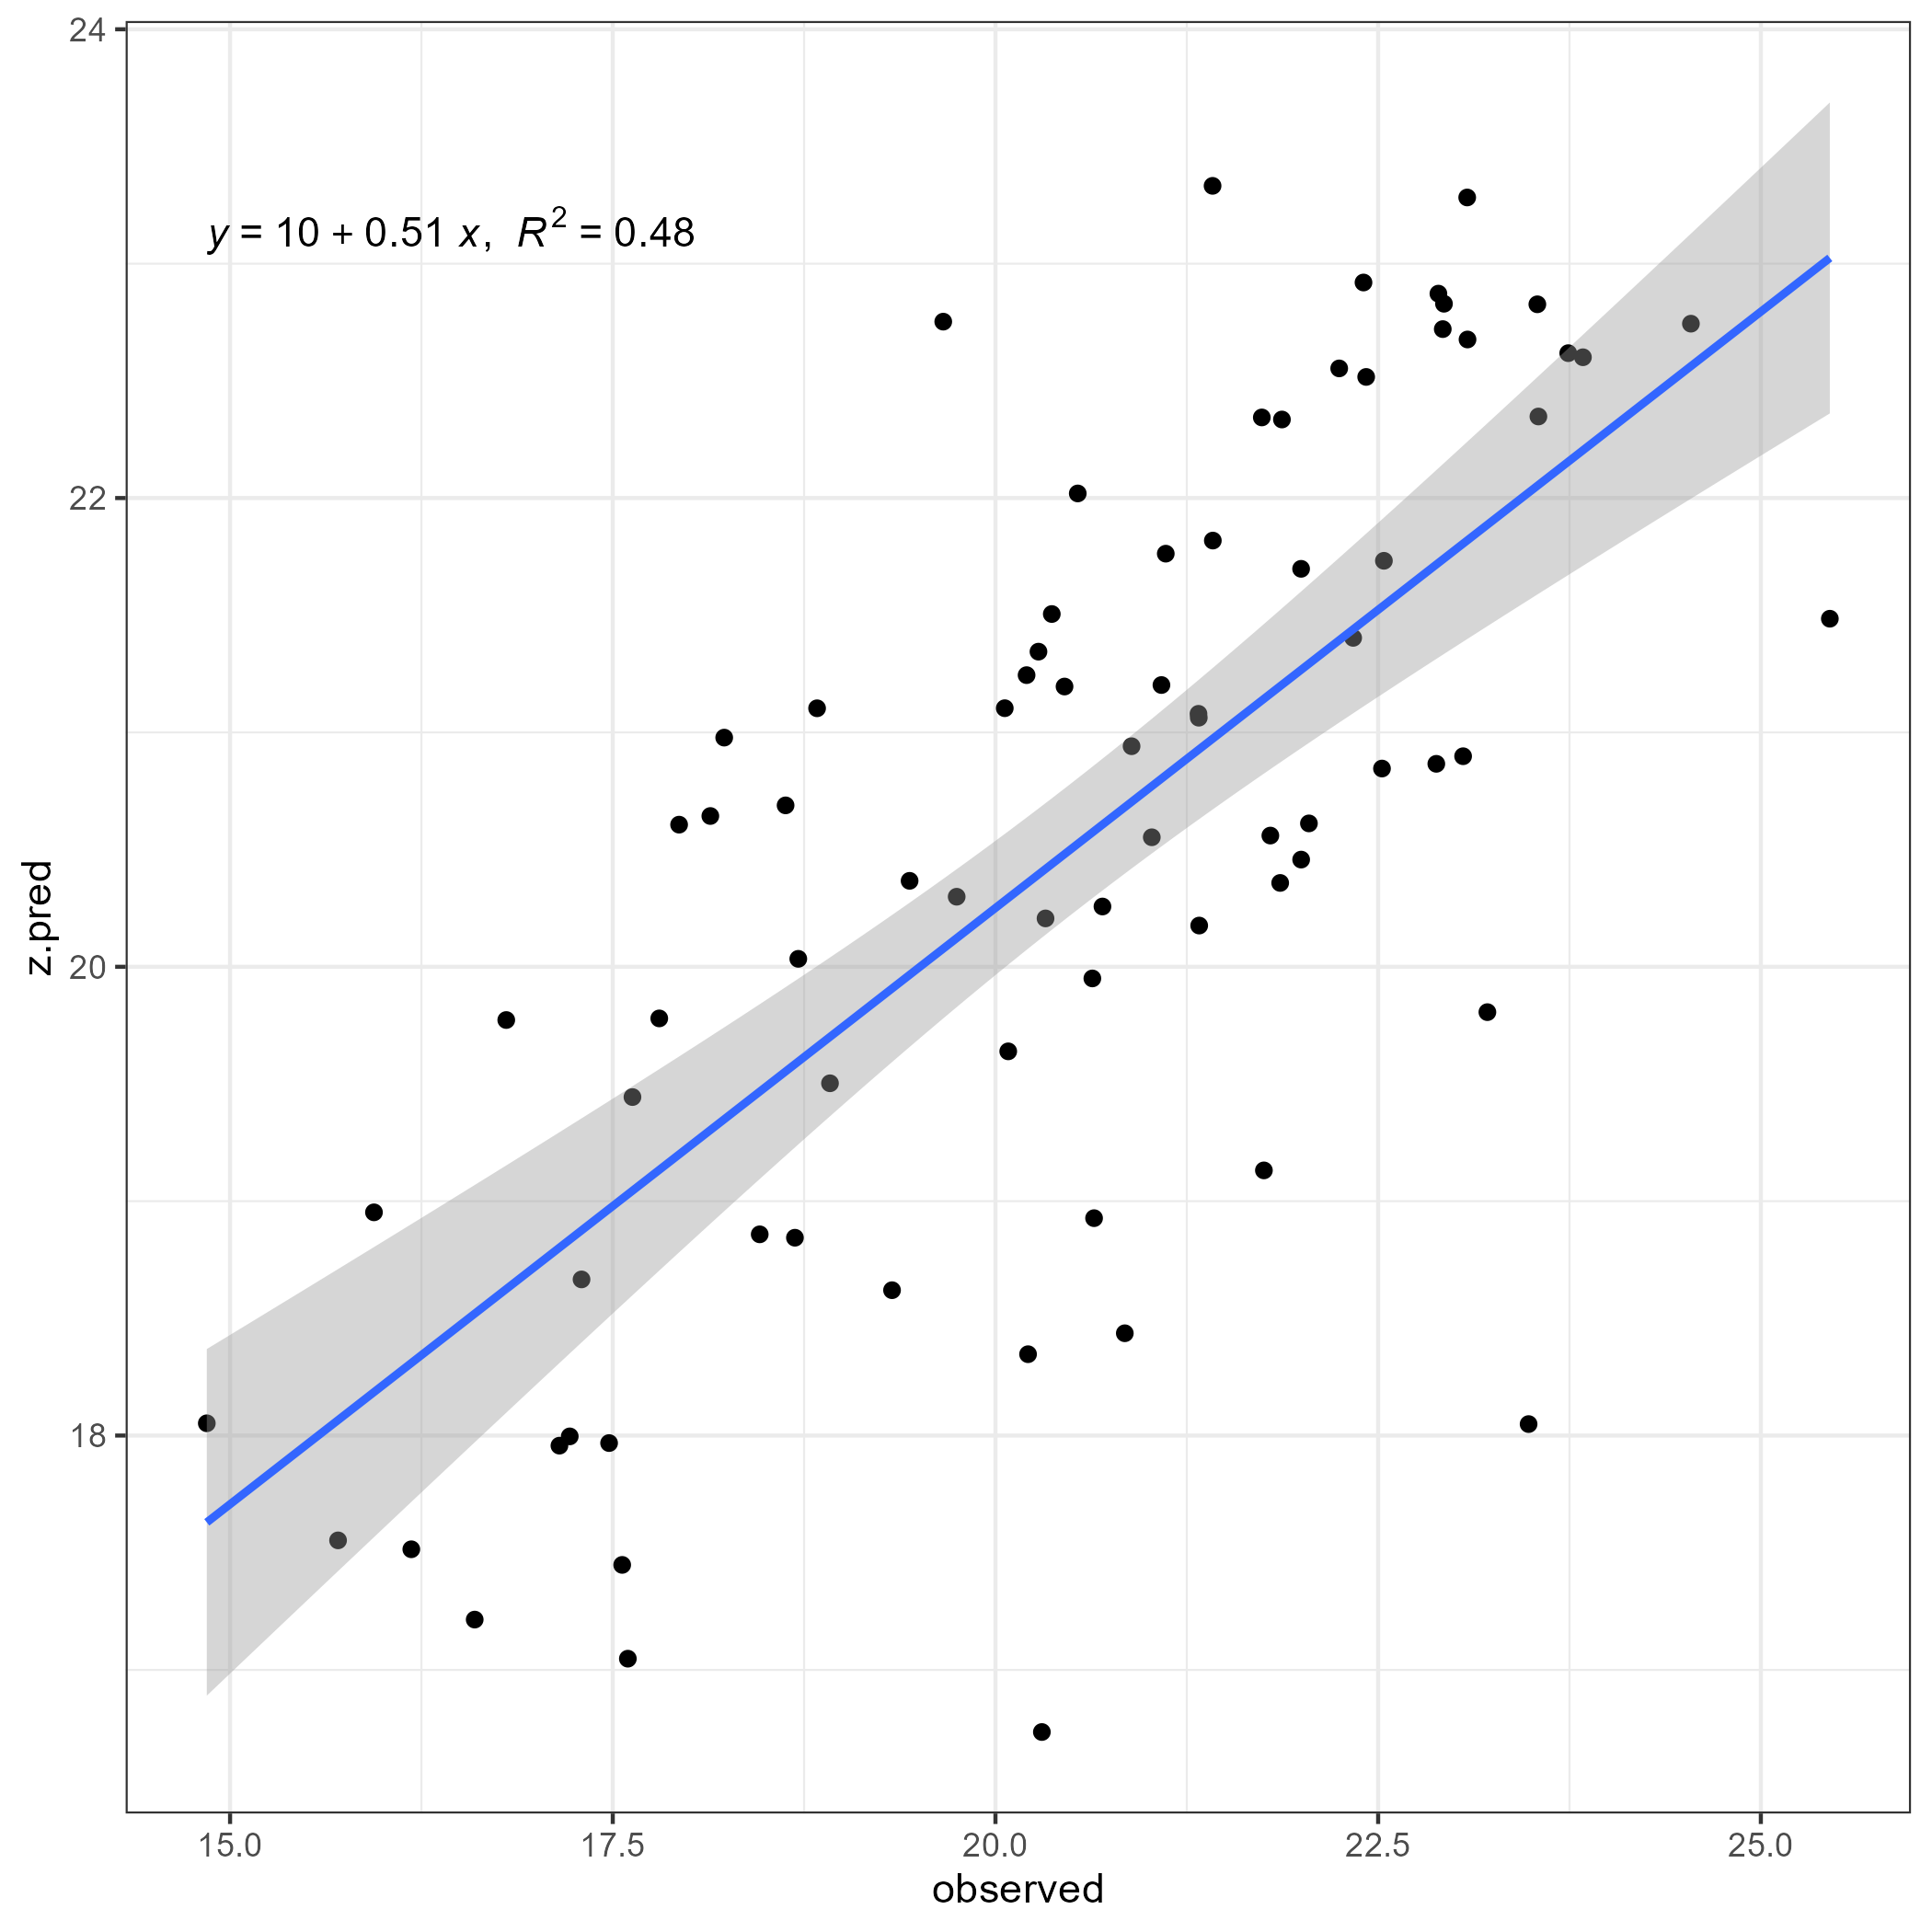 24
y = 10 + 0.51 x, R² = 0.48
22
z.pred
20
18
15.0 17.5 20.0 22.5 25.0
observed